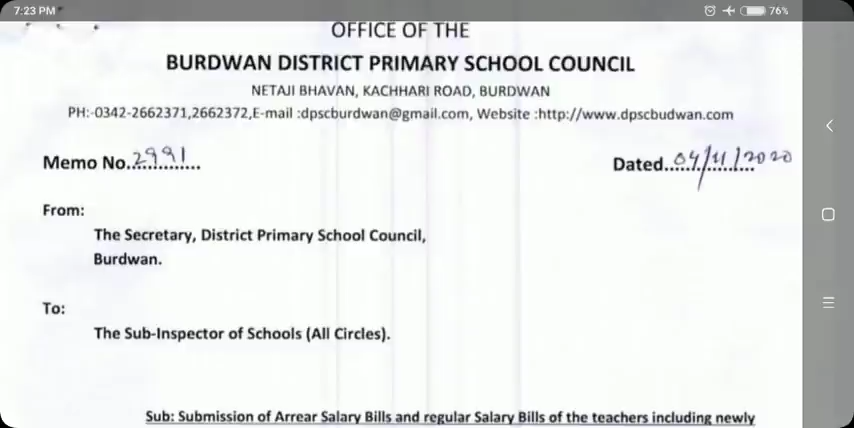 7:23 PM
76%
OFFICE OF THE
BURDWAN DISTRICT PRIMARY SCHOOL COUNCIL
NETAJI BHAVAN, KACHHARI ROAD, BURDWAN
PH:-0342-2662371,2662372,E-mail :dpscburdwan@gmail.com, Website :http://www.dpscbudwan.com
Memo No..2991............ Dated....04/11/2020
From:
The Secretary, District Primary School Council,
Burdwan.
To:
The Sub-Inspector of Schools (All Circles).
Sub: Submission of Arrear Salary Bills and regular Salary Bills of the teachers including newly